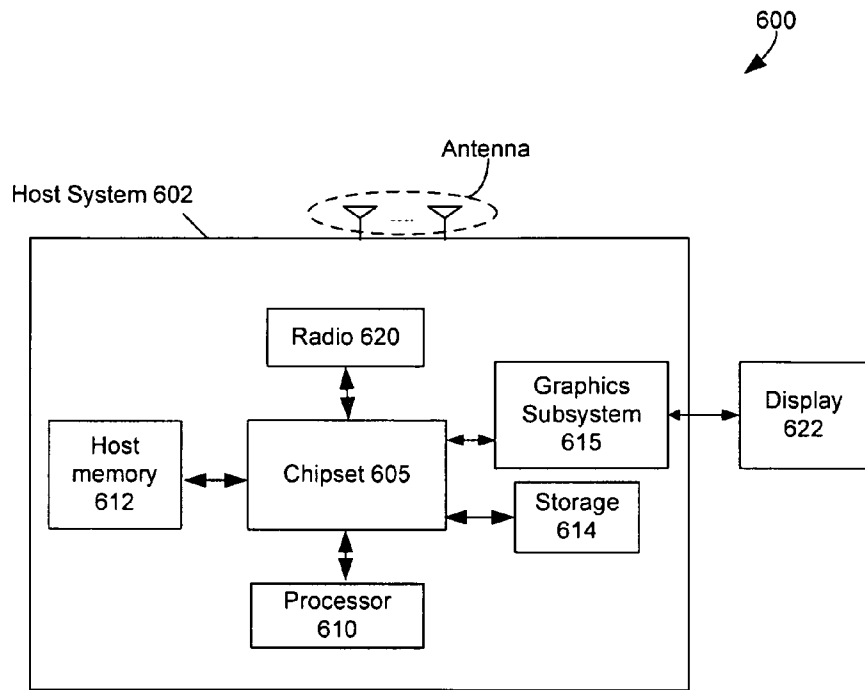 600
Antenna
Host System 602
....
Radio 620
Graphics
Subsystem
615
Display
622
Host
memory
612
Chipset 605
Storage
614
Processor
610